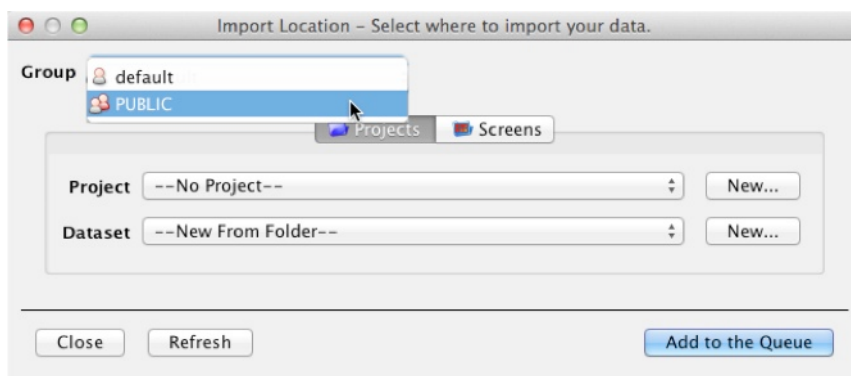 Import Location – Select where to import your data.
Group
default
PUBLIC
Projects Screens
Project --No Project-- New...
Dataset --New From Folder-- New...
Close Refresh Add to the Queue